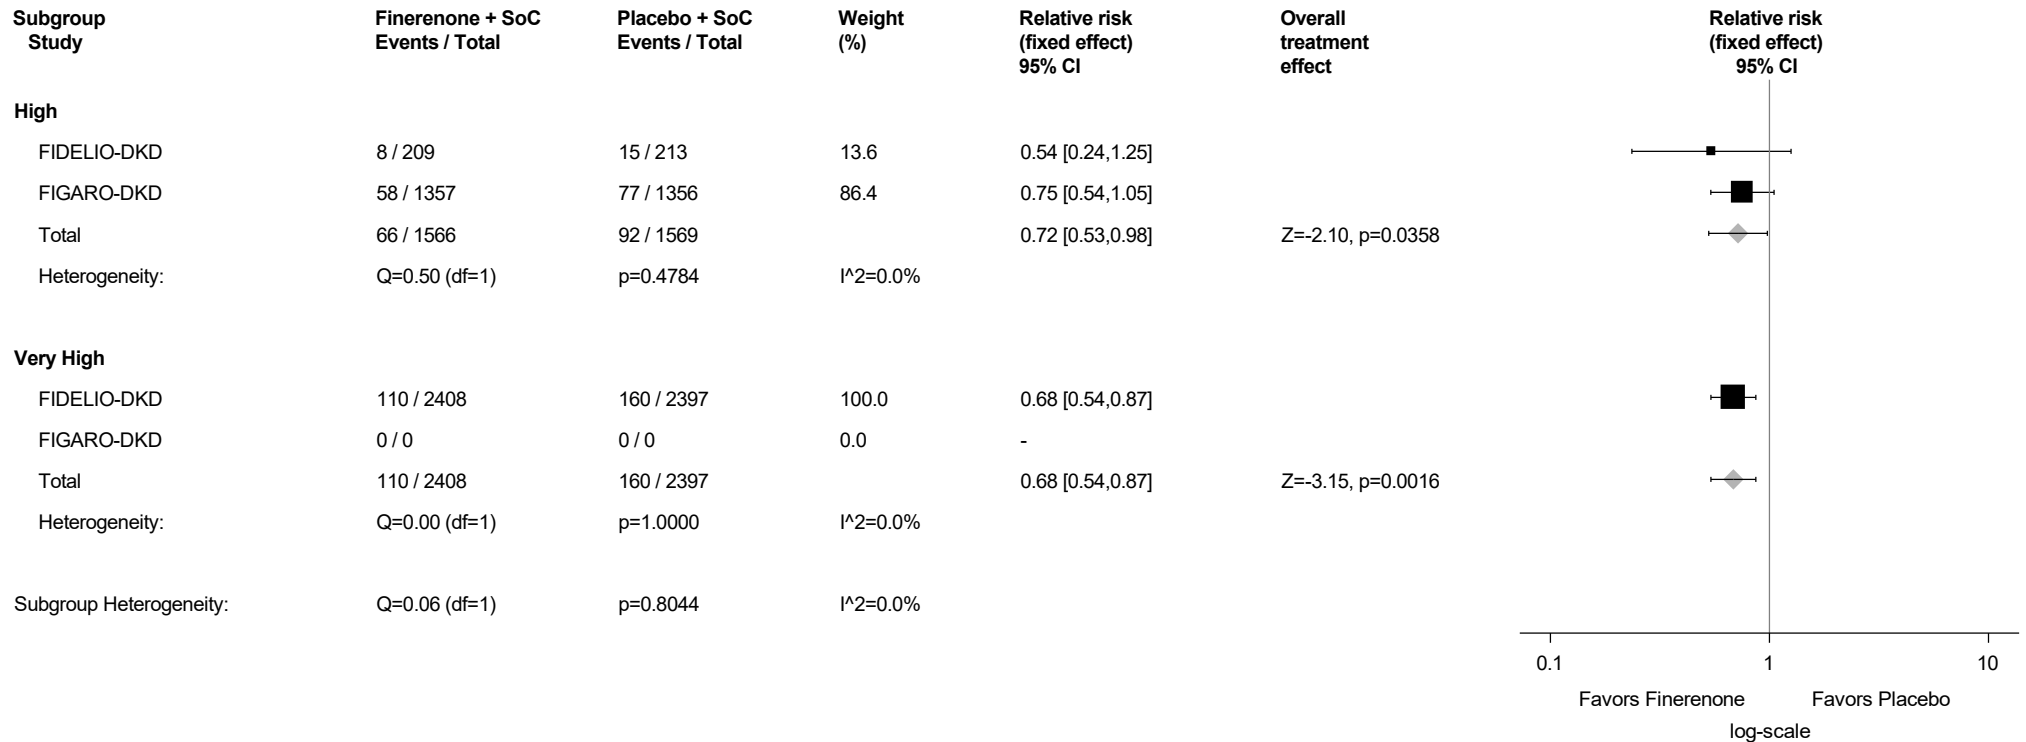 Subgroup Finerenone + SoC Placebo + SoC Weight Relative risk Overall Relative risk
Study Events / Total Events / Total (%) (fixed effect) treatment (fixed effect)
95% CI effect 95% CI
High
FIDELIO-DKD 8 / 209 15 / 213 13.6 0.54 [0.24,1.25]
FIGARO-DKD 58 / 1357 77 / 1356 86.4 0.75 [0.54,1.05]
Total 66 / 1566 92 / 1569 0.72 [0.53,0.98] Z=-2.10, p=0.0358
Heterogeneity: Q=0.50 (df=1) p=0.4784 I^2=0.0%
Very High
FIDELIO-DKD 110 / 2408 160 / 2397 100.0 0.68 [0.54,0.87]
FIGARO-DKD 0 / 0 0 / 0 0.0 -
Total 110 / 2408 160 / 2397 0.68 [0.54,0.87] Z=-3.15, p=0.0016
Heterogeneity: Q=0.00 (df=1) p=1.0000 I^2=0.0%
Subgroup Heterogeneity: Q=0.06 (df=1) p=0.8044 I^2=0.0%
0.1 1 10
Favors Finerenone Favors Placebo
log-scale